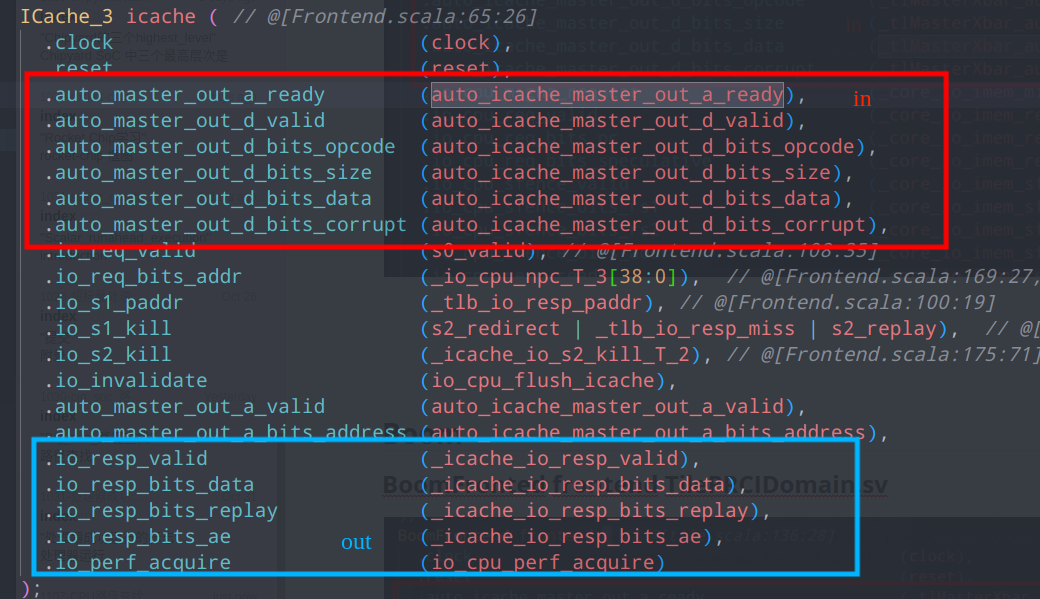 ICache_3 icache ( // @[Frontend.scala:65:26]
.clock (clock),
.reset (reset),
.auto_master_out_a_ready (auto_icache_master_out_a_ready), in
.auto_master_out_d_valid (auto_icache_master_out_d_valid),
.auto_master_out_d_bits_opcode (auto_icache_master_out_d_bits_opcode),
.auto_master_out_d_bits_size (auto_icache_master_out_d_bits_size),
.auto_master_out_d_bits_data (auto_icache_master_out_d_bits_data),
.auto_master_out_d_bits_corrupt (auto_icache_master_out_d_bits_corrupt),
.io_req_valid (s0_valid), // @[Frontend.scala:108:35]
.io_req_bits_addr (_io_cpu_npc_T_3[38:0]), // @[Frontend.scala:169:27,
.io_s1_paddr (_tlb_io_resp_paddr), // @[Frontend.scala:100:19]
.io_s1_kill (s2_redirect | _tlb_io_resp_miss | s2_replay), // @[
.io_s2_kill (_icache_io_s2_kill_T_2), // @[Frontend.scala:175:71]
.io_invalidate (io_cpu_flush_icache),
.auto_master_out_a_valid (auto_icache_master_out_a_valid),
.auto_master_out_a_bits_address (auto_icache_master_out_a_bits_address),
.io_resp_valid (_icache_io_resp_valid),
.io_resp_bits_data (_icache_io_resp_bits_data),
.io_resp_bits_replay (_icache_io_resp_bits_replay),
.io_resp_bits_ae out (_icache_io_resp_bits_ae),
.io_perf_acquire (io_cpu_perf_acquire)
);